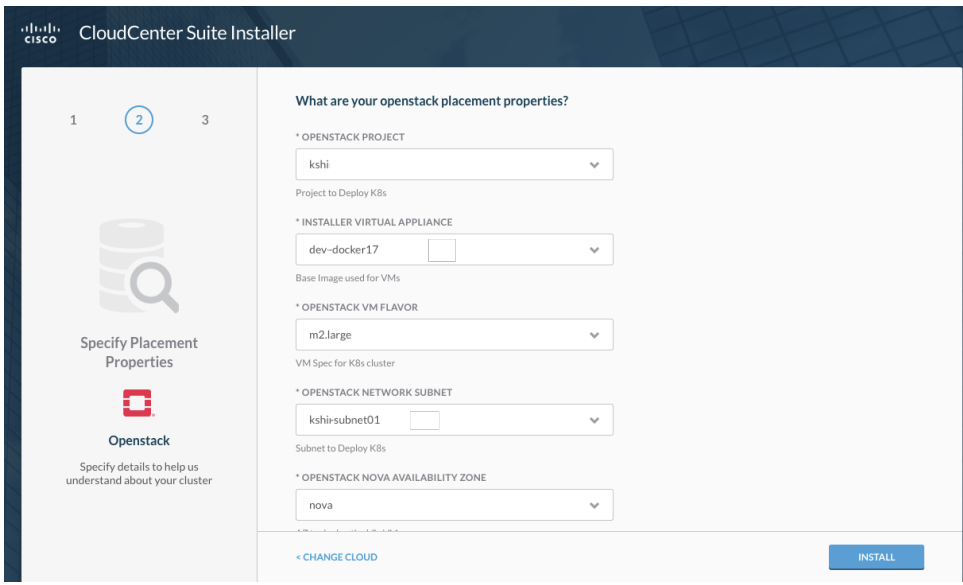 CISCO
CloudCenter Suite Installer
1
2
3
Specify Placement
Properties
Openstack
Specify details to help us
understand about your cluster
What are your openstack placement properties?
* OPENSTACK PROJECT
kshi
Project to Deploy K8s
* INSTALLER VIRTUAL APPLIANCE
dev-docker17
Base Image used for VMs
* OPENSTACK VM FLAVOR
m2.large
VM Spec for K8s cluster
* OPENSTACK NETWORK SUBNET
kshi-subnet01
Subnet to Deploy K8s
* OPENSTACK NOVA AVAILABILITY ZONE
nova
< CHANGE CLOUD
INSTALL